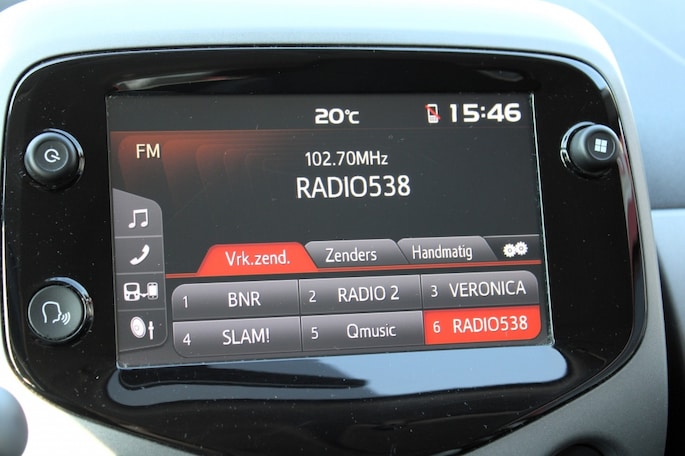 20°C 15:46
FM
102.70MHz
RADIO538
Vrk.zend. Zenders Handmatig
1 BNR 2 RADIO 2 3 VERONICA
4 SLAM! 5 Qmusic 6 RADIO538